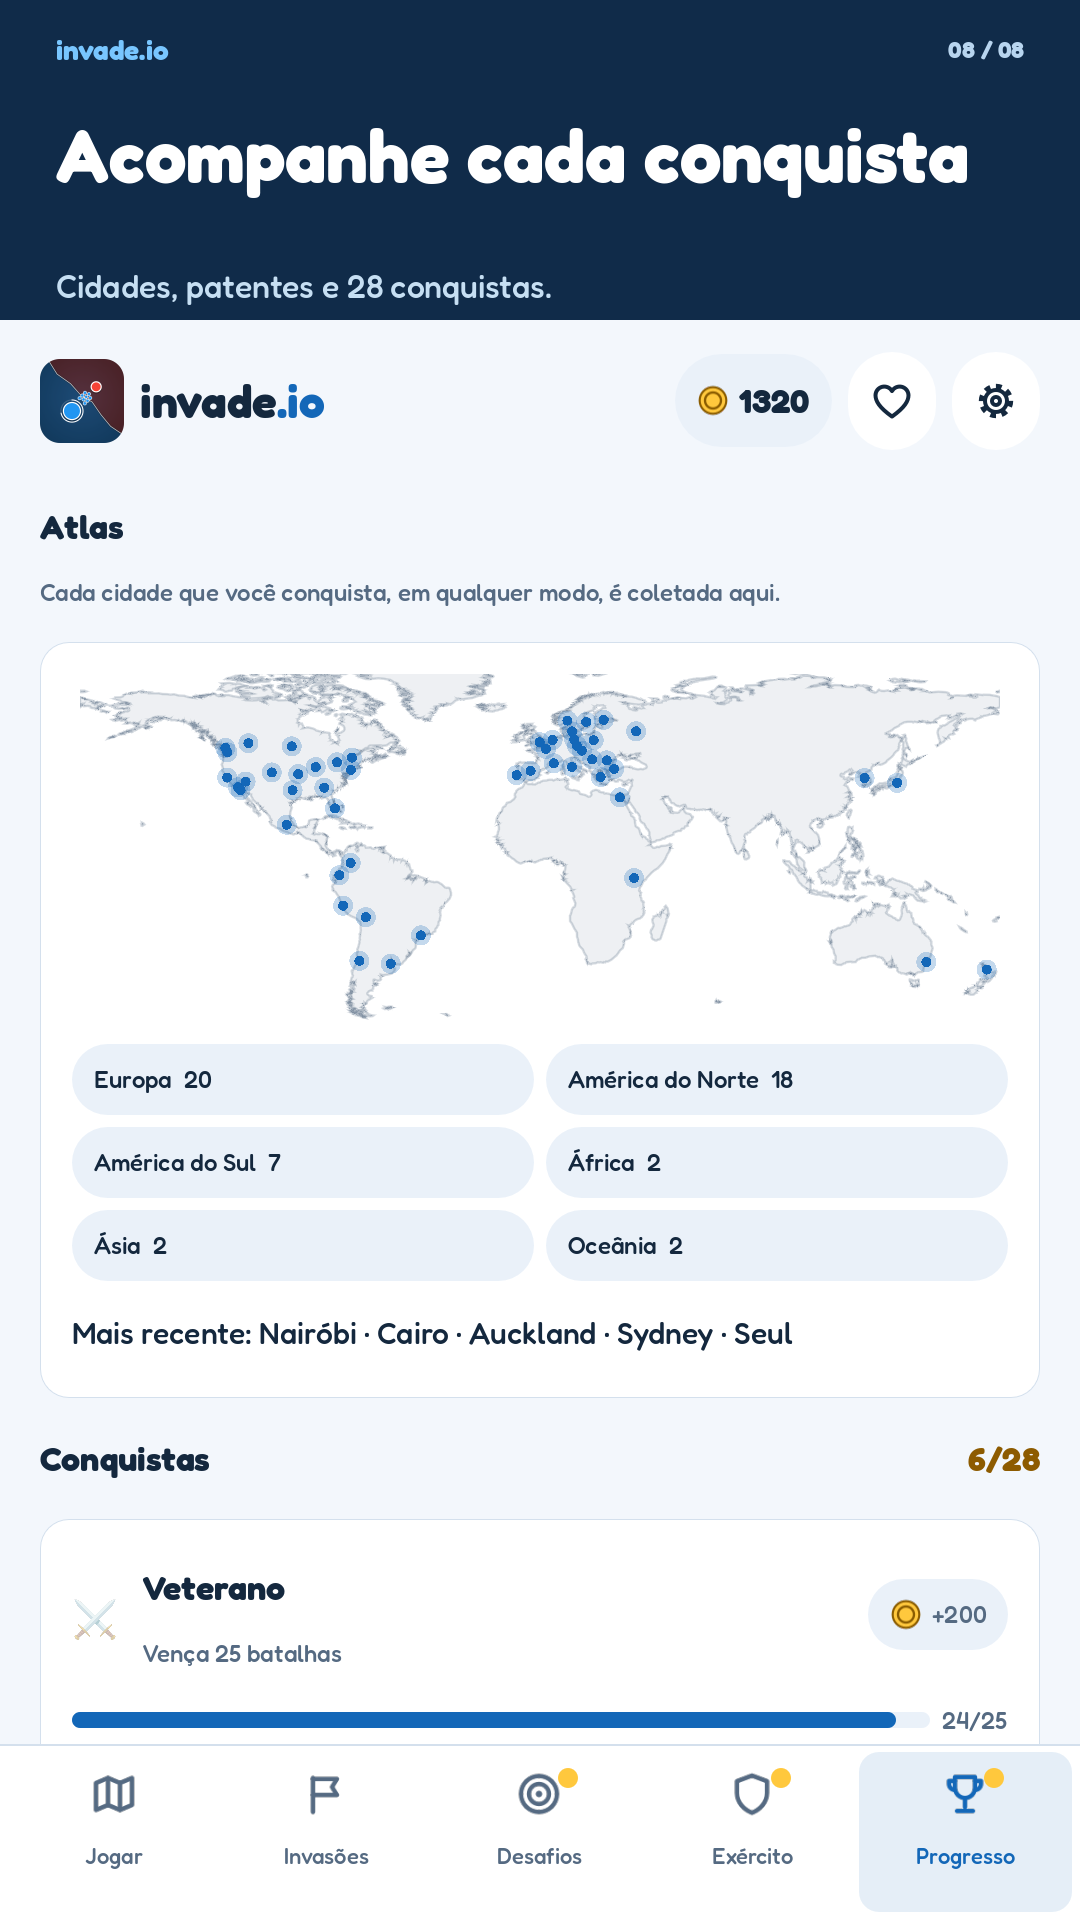 invade.io
08 / 08
Acompanhe cada conquista
Cidades, patentes e 28 conquistas.
invade.io
1320
Atlas
Cada cidade que você conquista, em qualquer modo, é coletada aqui.
Europa 20
América do Norte 18
América do Sul 7
África 2
Ásia 2
Oceânia 2
Mais recente: Nairóbi · Cairo · Auckland · Sydney · Seul
Conquistas
6/28
Veterano
+200
Vença 25 batalhas
24/25
Jogar
Invasões
Desafios
Exército
Progresso